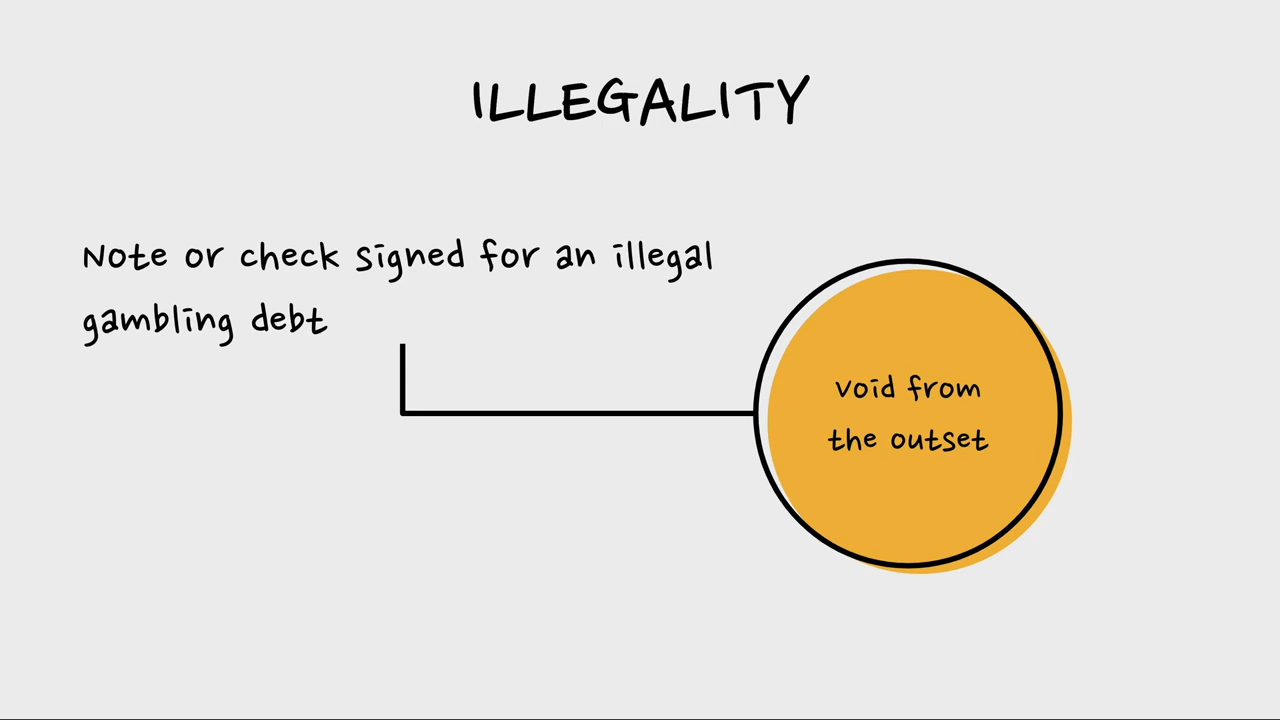 ILLEGALITY
Note or check signed for an illegal
gambling debt
void from
the outset